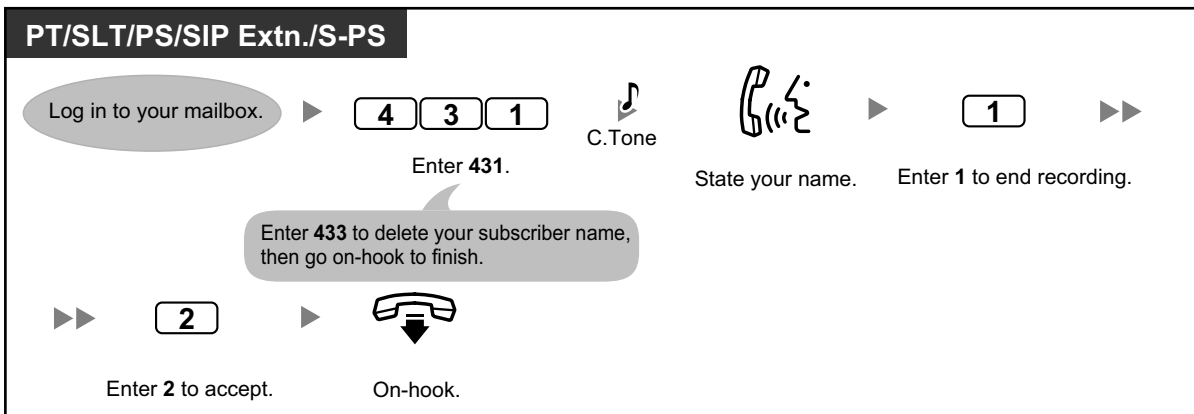 PT/SLT/PS/SIP Extn./S-PS
Log in to your mailbox.
4 3 1
C.Tone
1
Enter 431.
State your name.
Enter 1 to end recording.
Enter 433 to delete your subscriber name,
then go on-hook to finish.
2
Enter 2 to accept.
On-hook.